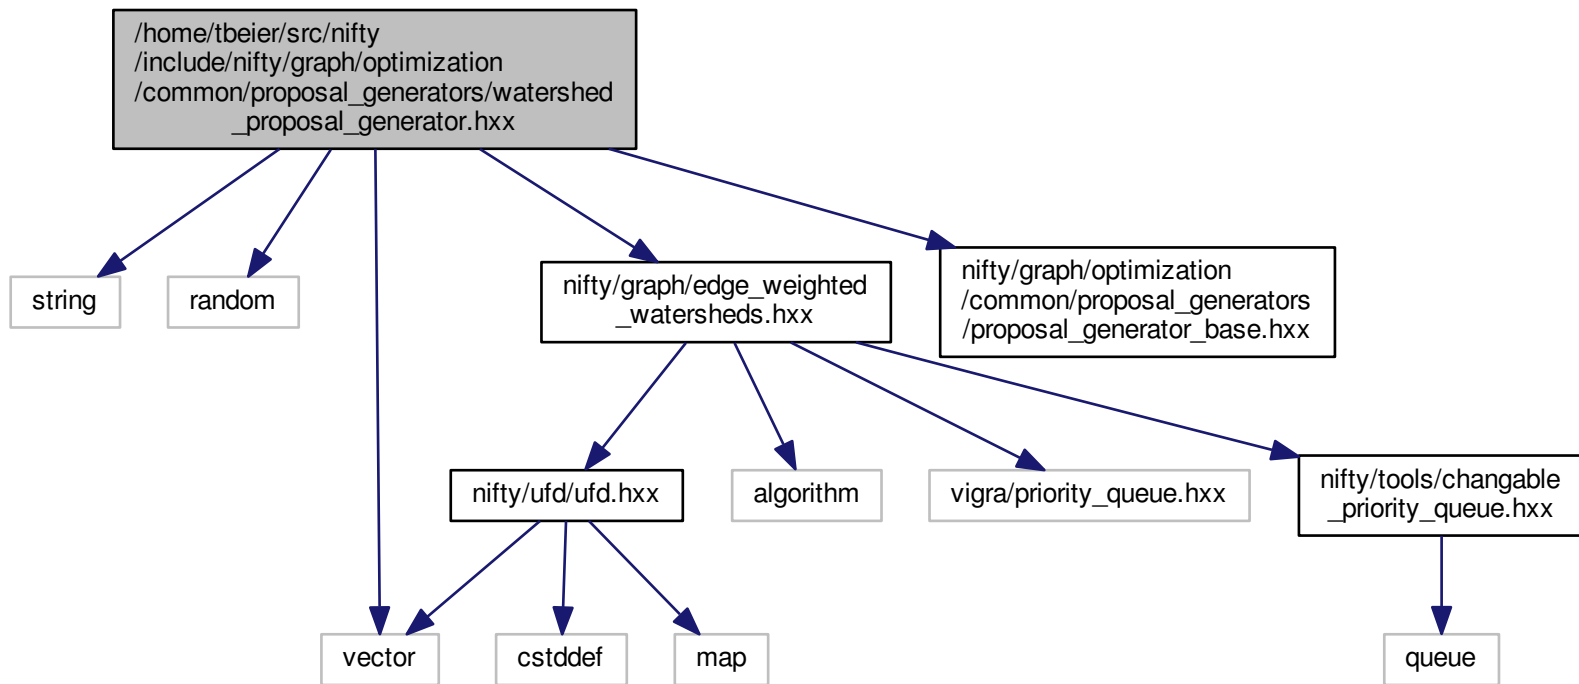 /home/tbeier/src/nifty
/include/nifty/graph/optimization
/common/proposal_generators/watershed
_proposal_generator.hxx
string
random
nifty/graph/edge_weighted
_watersheds.hxx
nifty/graph/optimization
/common/proposal_generators
/proposal_generator_base.hxx
nifty/ufd/ufd.hxx
algorithm
vigra/priority_queue.hxx
nifty/tools/changable
_priority_queue.hxx
vector
cstddef
map
queue